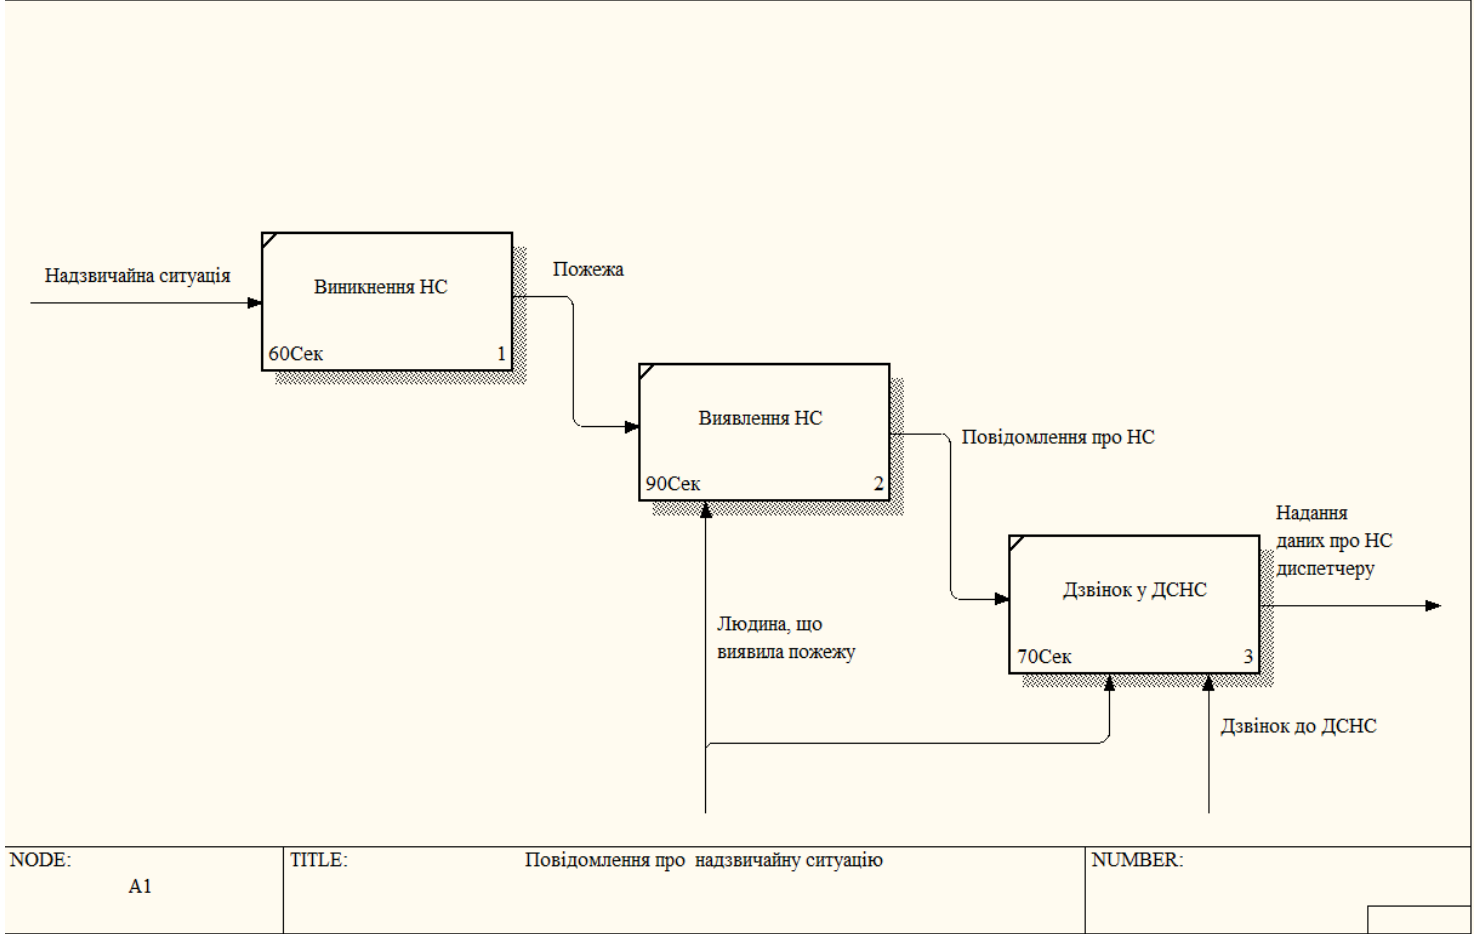 Надзвичайна ситуація
Виникнення НС
60Сек
1
Пожежа
Виявлення НС
90Сек
2
Повідомлення про НС
Надання
даних про НС
диспетчеру
Дзвінок у ДСНС
70Сек
3
Людина, що
виявила пожежу
Дзвінок до ДСНС
NODE:
A1
TITLE:
Повідомлення про надзвичайну ситуацію
NUMBER: